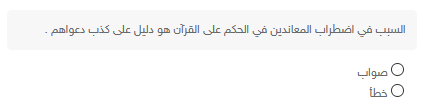 السبب في اضطراب المعاندين في الحكم على القرآن هو دليل على كذب دعواهم .
صواب
خطأ